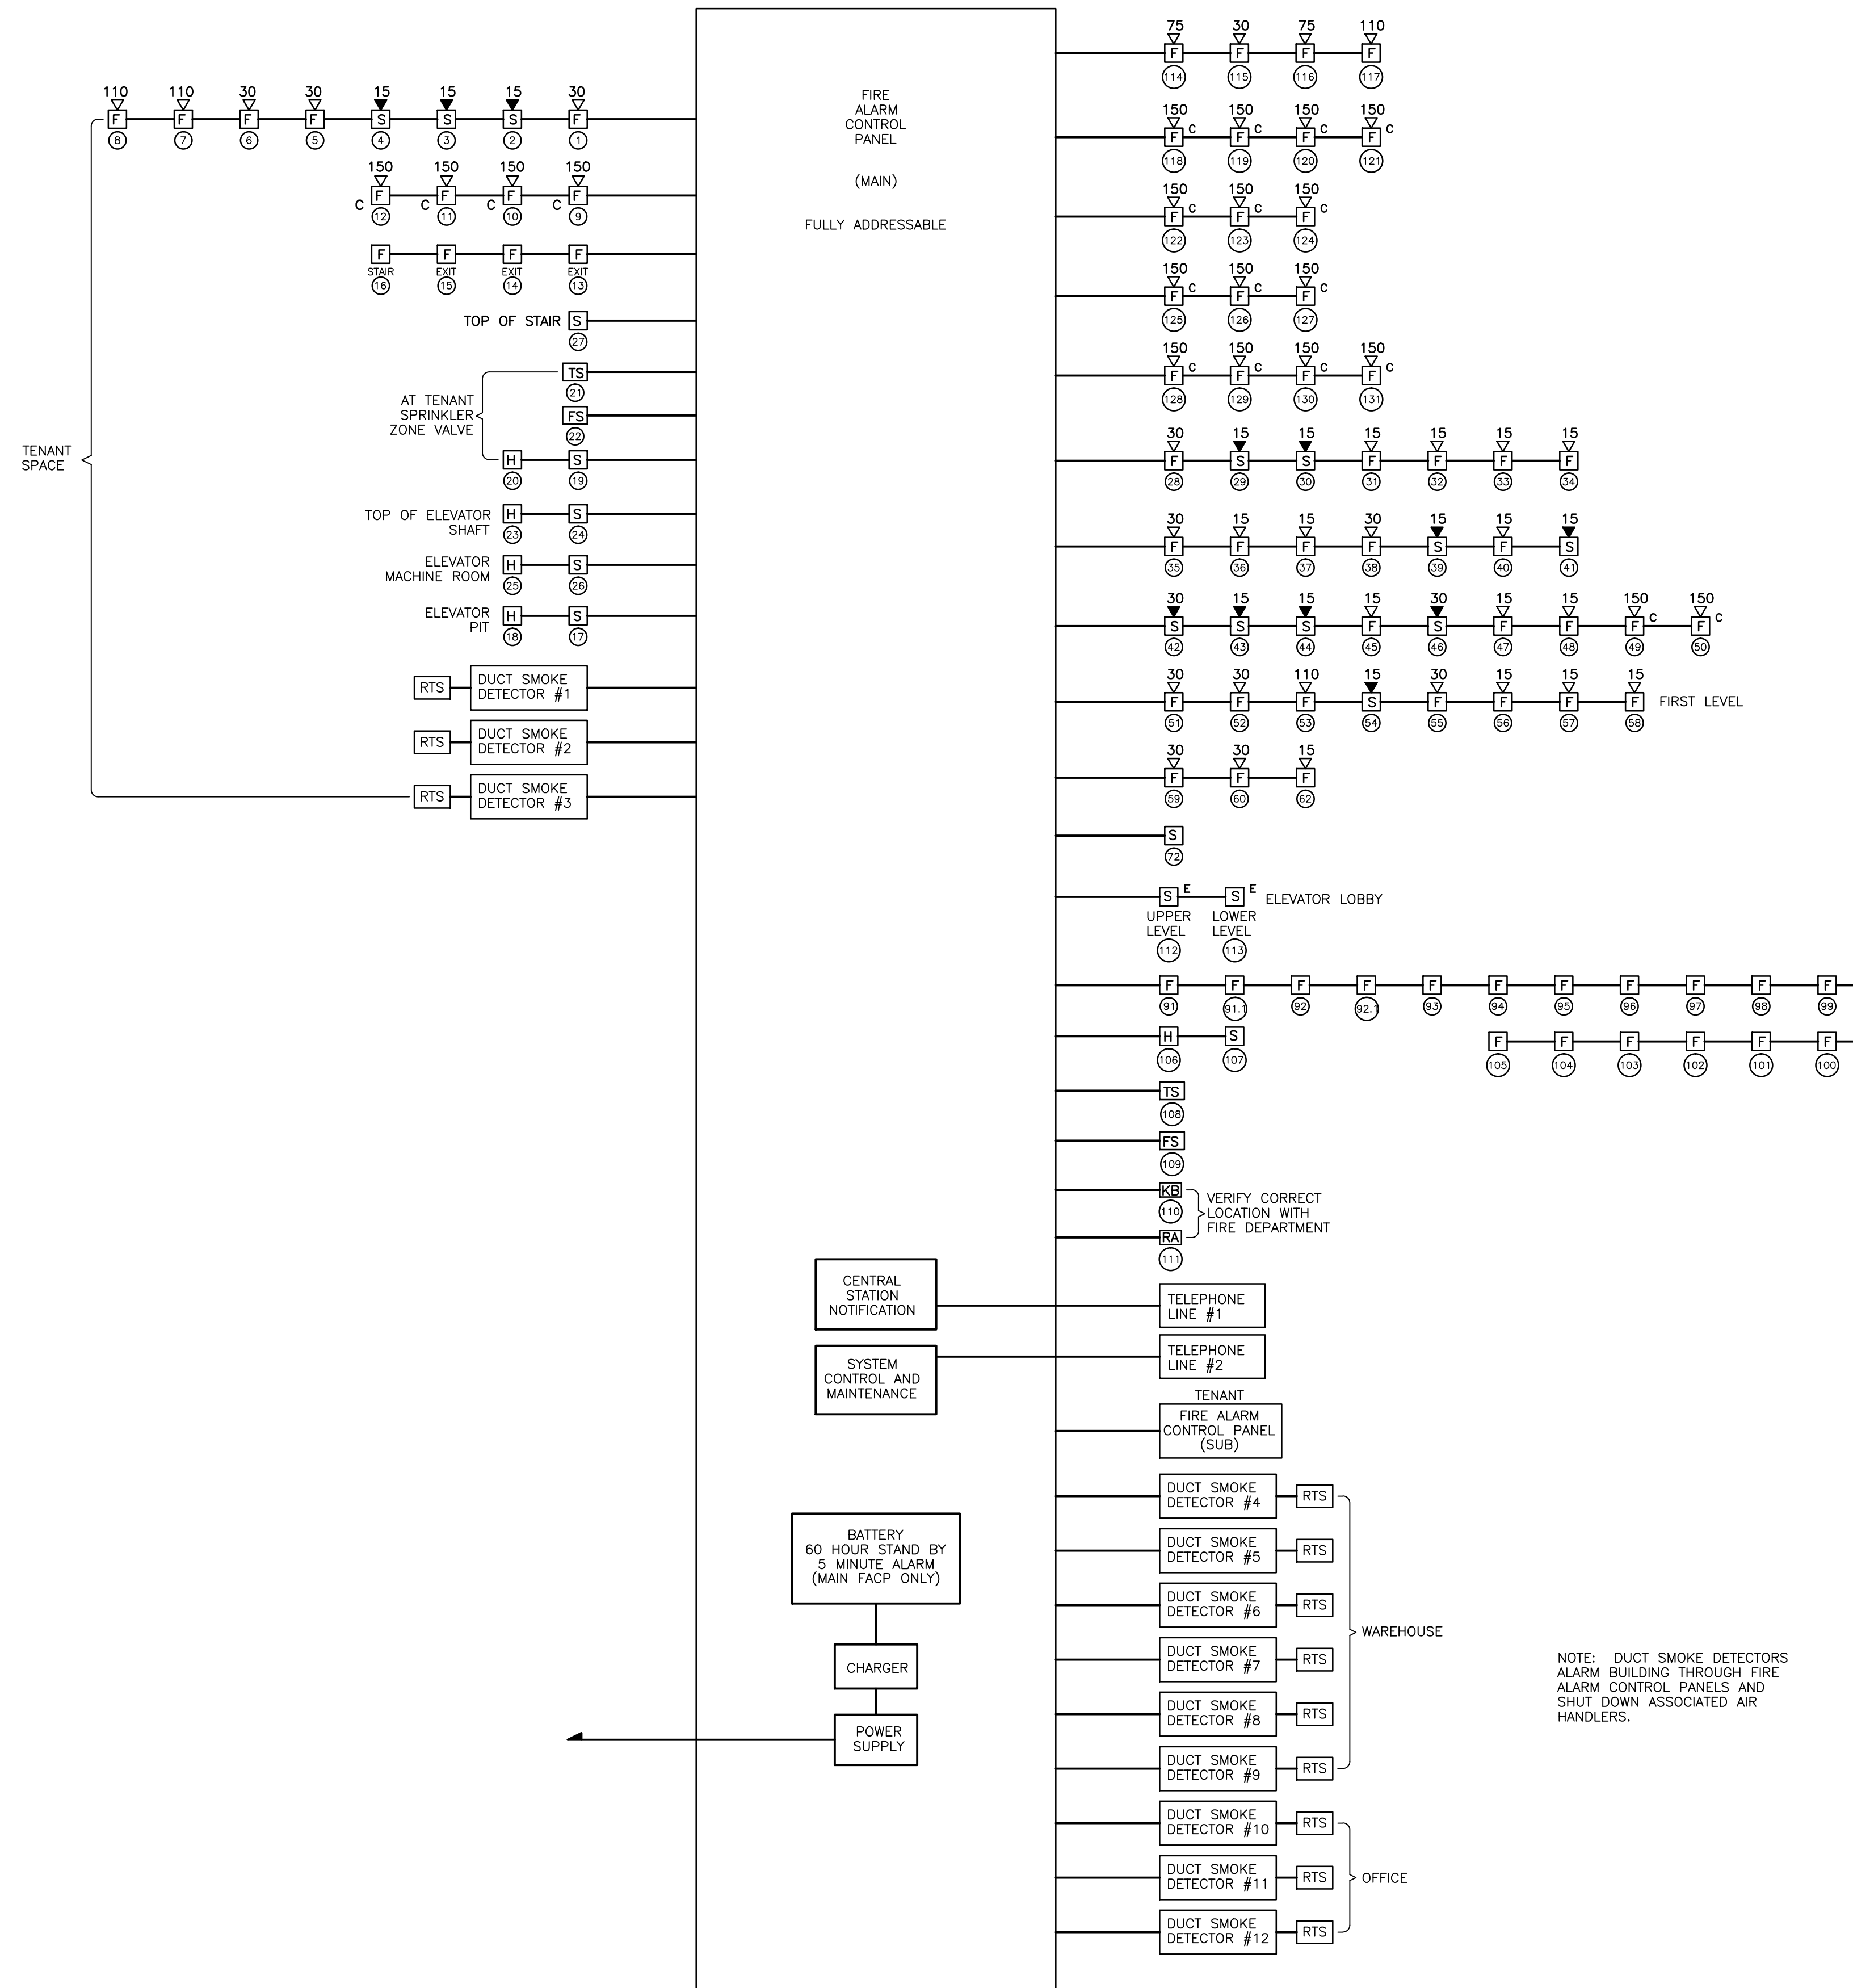 110 110 30 30 15 15 15 30
F F F F S S S F
8 7 6 5 4 3 2 1
150 150 150 150
C F C F C F C F
12 11 10 9
F F F F
STAIR EXIT EXIT EXIT
16 15 14 13
TOP OF STAIR S
27
TS
21
AT TENANT
SPRINKLER
ZONE VALVE
FS
22
H S
20 19
TENANT
SPACE
TOP OF ELEVATOR
SHAFT
H S
23 24
ELEVATOR
MACHINE ROOM
H S
25 26
ELEVATOR
PIT
H S
18 17
RTS
DUCT SMOKE
DETECTOR #1
RTS
DUCT SMOKE
DETECTOR #2
RTS
DUCT SMOKE
DETECTOR #3
FIRE
ALARM
CONTROL
PANEL
(MAIN)
FULLY ADDRESSABLE
CENTRAL
STATION
NOTIFICATION
SYSTEM
CONTROL AND
MAINTENANCE
BATTERY
60 HOUR STAND BY
5 MINUTE ALARM
(MAIN FACP ONLY)
CHARGER
POWER
SUPPLY
75 30 75 110
F F F F
114 115 116 117
150 150 150 150
F C F C F C F C
118 119 120 121
150 150 150
F C F C F C
122 123 124
150 150 150
F C F C F C
125 126 127
150 150 150 150
F C F C F C F C
128 129 130 131
30 15 15 15 15 15 15
F S S F F F F
28 29 30 31 32 33 34
30 15 15 30 15 15 15
F F F F S F S
35 36 37 38 39 40 41
30 15 15 15 30 15 15 150 150
S S S F S F F F C F C
42 43 44 45 46 47 48 49 50
30 30 110 15 30 15 15 15
F F F S F F F F FIRST LEVEL
51 52 53 54 55 56 57 58
30 30 15
F F F
59 60 62
S
72
S E S E ELEVATOR LOBBY
UPPER LOWER
LEVEL LEVEL
112 113
F F F F F F F F F F F
91 91.1 92 92.1 93 94 95 96 97 98 99
H S
106 107
F F F F F F
105 104 103 102 101 100
TS
108
FS
109
KB
110
RA
111
VERIFY CORRECT
LOCATION WITH
FIRE DEPARTMENT
TELEPHONE
LINE #1
TELEPHONE
LINE #2
TENANT
FIRE ALARM
CONTROL PANEL
(SUB)
DUCT SMOKE
DETECTOR #4
RTS
DUCT SMOKE
DETECTOR #5
RTS
DUCT SMOKE
DETECTOR #6
RTS
WAREHOUSE
DUCT SMOKE
DETECTOR #7
RTS
DUCT SMOKE
DETECTOR #8
RTS
DUCT SMOKE
DETECTOR #9
RTS
DUCT SMOKE
DETECTOR #10
RTS
DUCT SMOKE
DETECTOR #11
RTS
OFFICE
DUCT SMOKE
DETECTOR #12
RTS
NOTE: DUCT SMOKE DETECTORS
ALARM BUILDING THROUGH FIRE
ALARM CONTROL PANELS AND
SHUT DOWN ASSOCIATED AIR
HANDLERS.